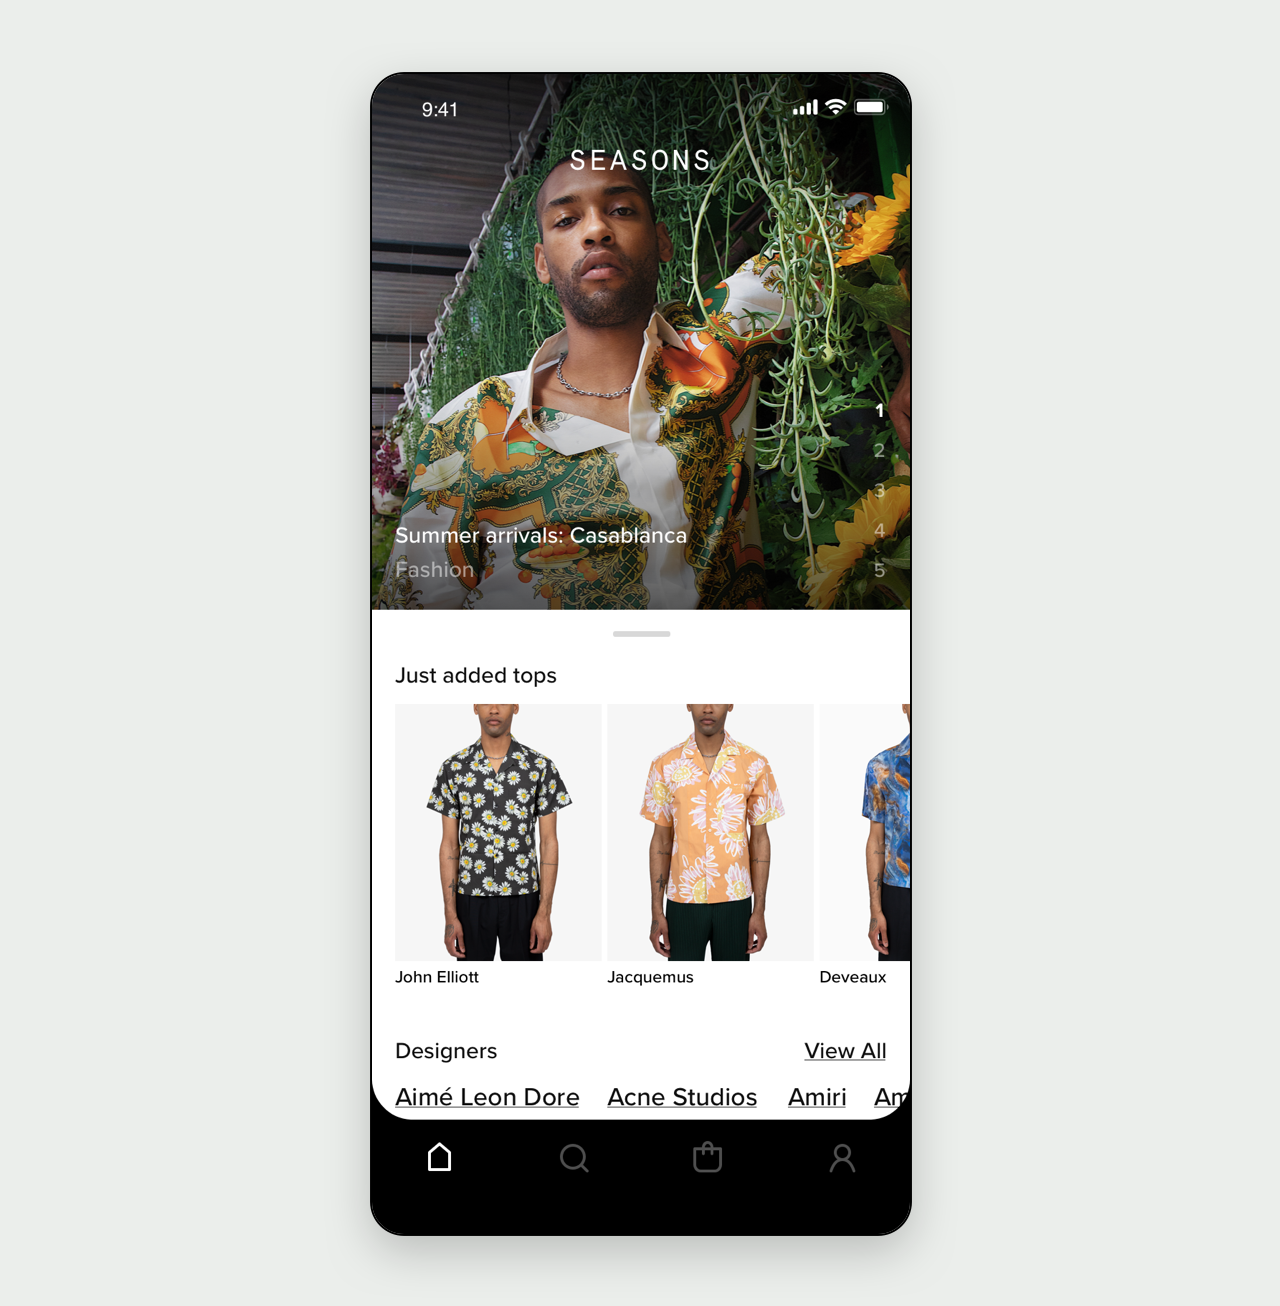 9:41
SEASONS
1
2
3
4
5
Summer arrivals: Casablanca
Fashion
Just added tops
John Elliott
Jacquemus
Deveaux
Designers
View All
Aimé Leon Dore
Acne Studios
Amiri
Am